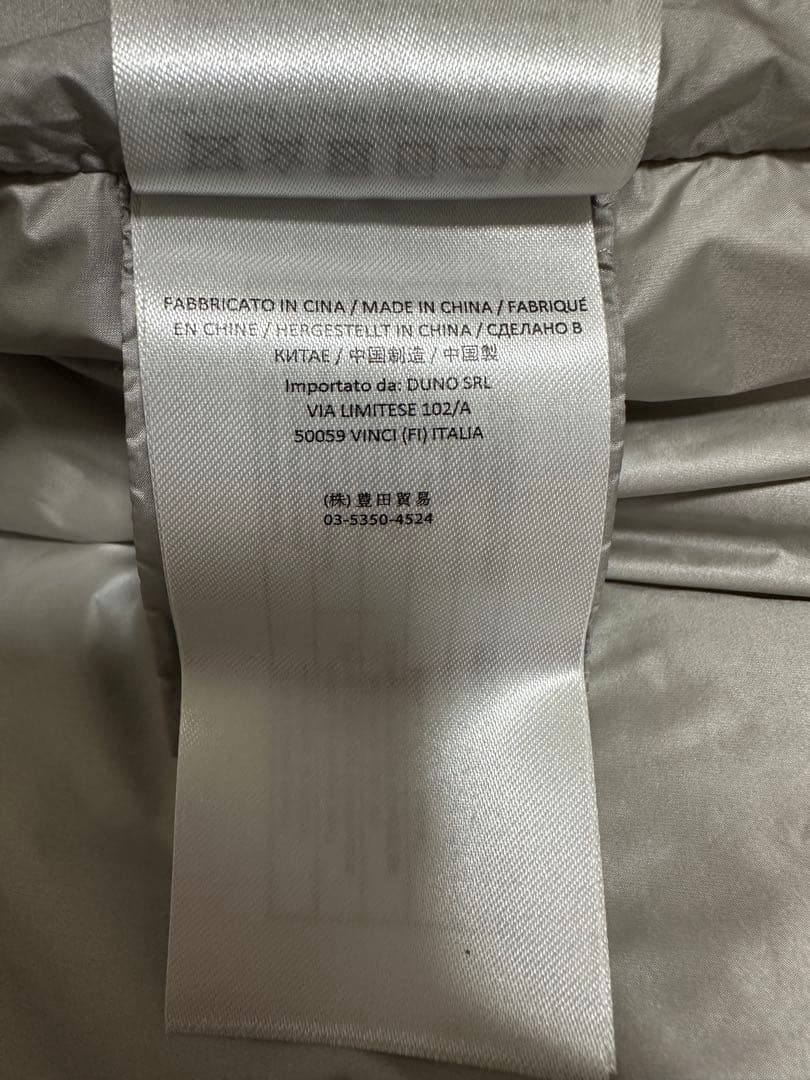 FABBRICATO IN CINA / MADE IN CHINA / FABRIQUÉ
EN CHINE / HERGESTELLT IN CHINA / СДЕЛАНО В
КИТАЕ / 中国制造 / 中国製
Importato da: DUNO SRL
VIA LIMITESE 102/A
50059 VINCI (FI) ITALIA
(株) 豊田貿易
03-5350-4524